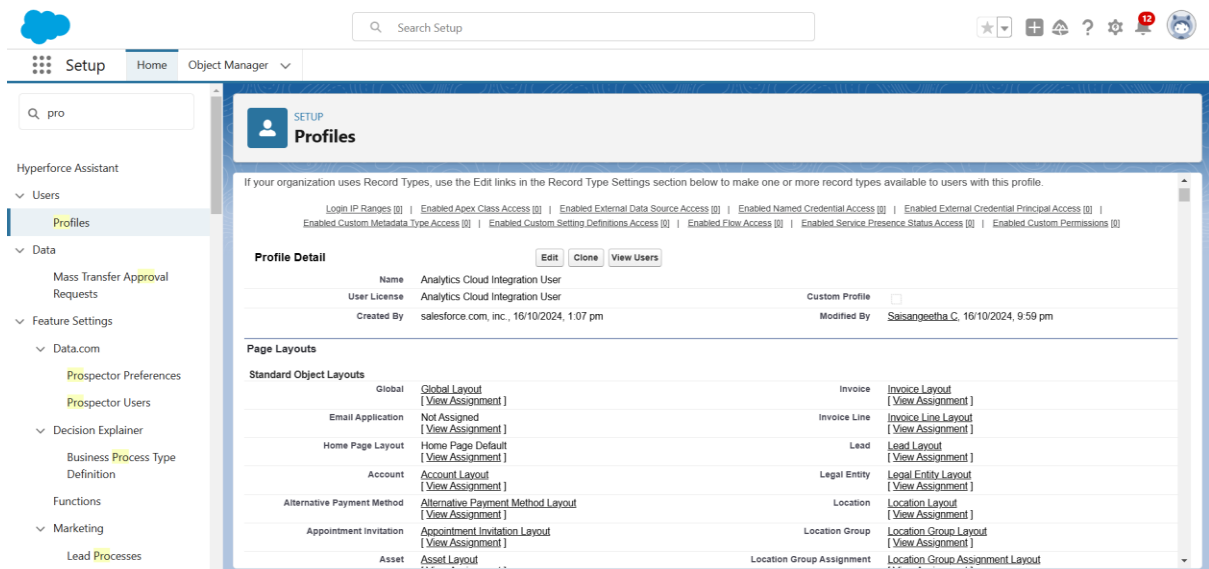 Search Setup
12
Setup
Home
Object Manager
pro
Hyperforce Assistant
Users
Profiles
Data
Mass Transfer Approval
Requests
Feature Settings
Data.com
Prospector Preferences
Prospector Users
Decision Explainer
Business Process Type
Definition
Functions
Marketing
Lead Processes
SETUP
Profiles
If your organization uses Record Types, use the Edit links in the Record Type Settings section below to make one or more record types available to users with this profile.
Login IP Ranges [0] | Enabled Apex Class Access [0] | Enabled External Data Source Access [0] | Enabled Named Credential Access [0] | Enabled External Credential Principal Access [0] |
Enabled Custom Metadata Type Access [0] | Enabled Custom Setting Definitions Access [0] | Enabled Flow Access [0] | Enabled Service Presence Status Access [0] | Enabled Custom Permissions [0]
Profile Detail Edit Clone View Users
Name Analytics Cloud Integration User
User License Analytics Cloud Integration User Custom Profile
Created By salesforce.com, inc., 16/10/2024, 1:07 pm Modified By Saisangeetha C, 16/10/2024, 9:59 pm
Page Layouts
Standard Object Layouts
Global Global Layout Invoice Invoice Layout
[ View Assignment ] [ View Assignment ]
Email Application Not Assigned Invoice Line Invoice Line Layout
[ View Assignment ] [ View Assignment ]
Home Page Layout Home Page Default Lead Lead Layout
[ View Assignment ] [ View Assignment ]
Account Account Layout Legal Entity Legal Entity Layout
[ View Assignment ] [ View Assignment ]
Alternative Payment Method Alternative Payment Method Layout Location Location Layout
[ View Assignment ] [ View Assignment ]
Appointment Invitation Appointment Invitation Layout Location Group Location Group Layout
[ View Assignment ] [ View Assignment ]
Asset Asset Layout Location Group Assignment Location Group Assignment Layout